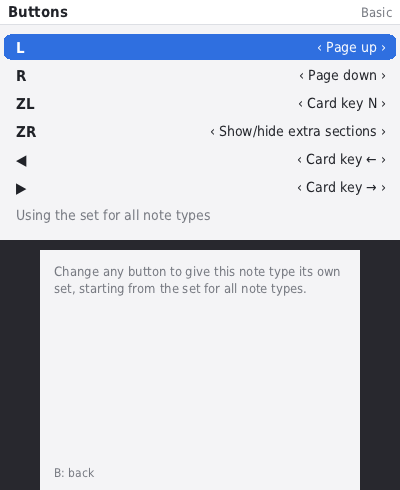 Buttons Basic
L ‹ Page up ›
R ‹ Page down ›
ZL ‹ Card key N ›
ZR ‹ Show/hide extra sections ›
◀ ‹ Card key ← ›
▶ ‹ Card key → ›
Using the set for all note types
Change any button to give this note type its own
set, starting from the set for all note types.
B: back